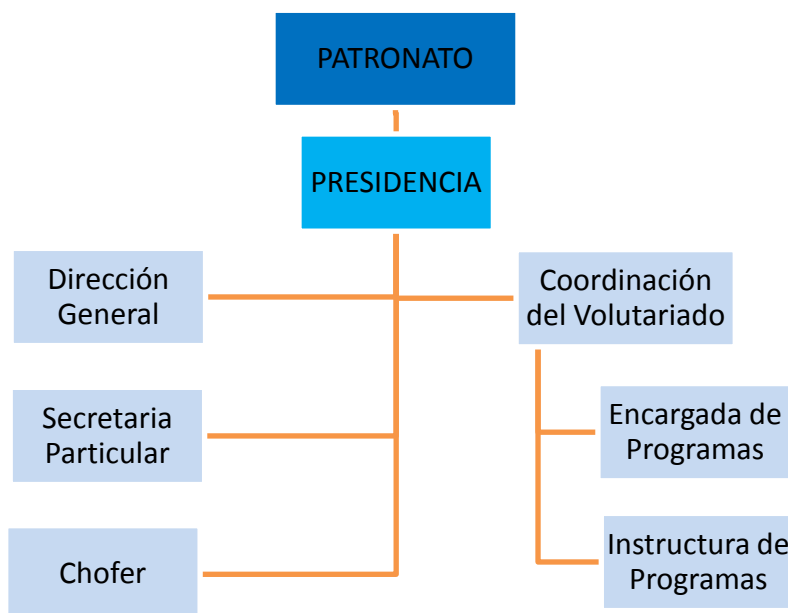 PATRONATO
PRESIDENCIA
Dirección
General
Coordinación
del Volutariado
Secretaria
Particular
Encargada de
Programas
Chofer
Instructura de
Programas